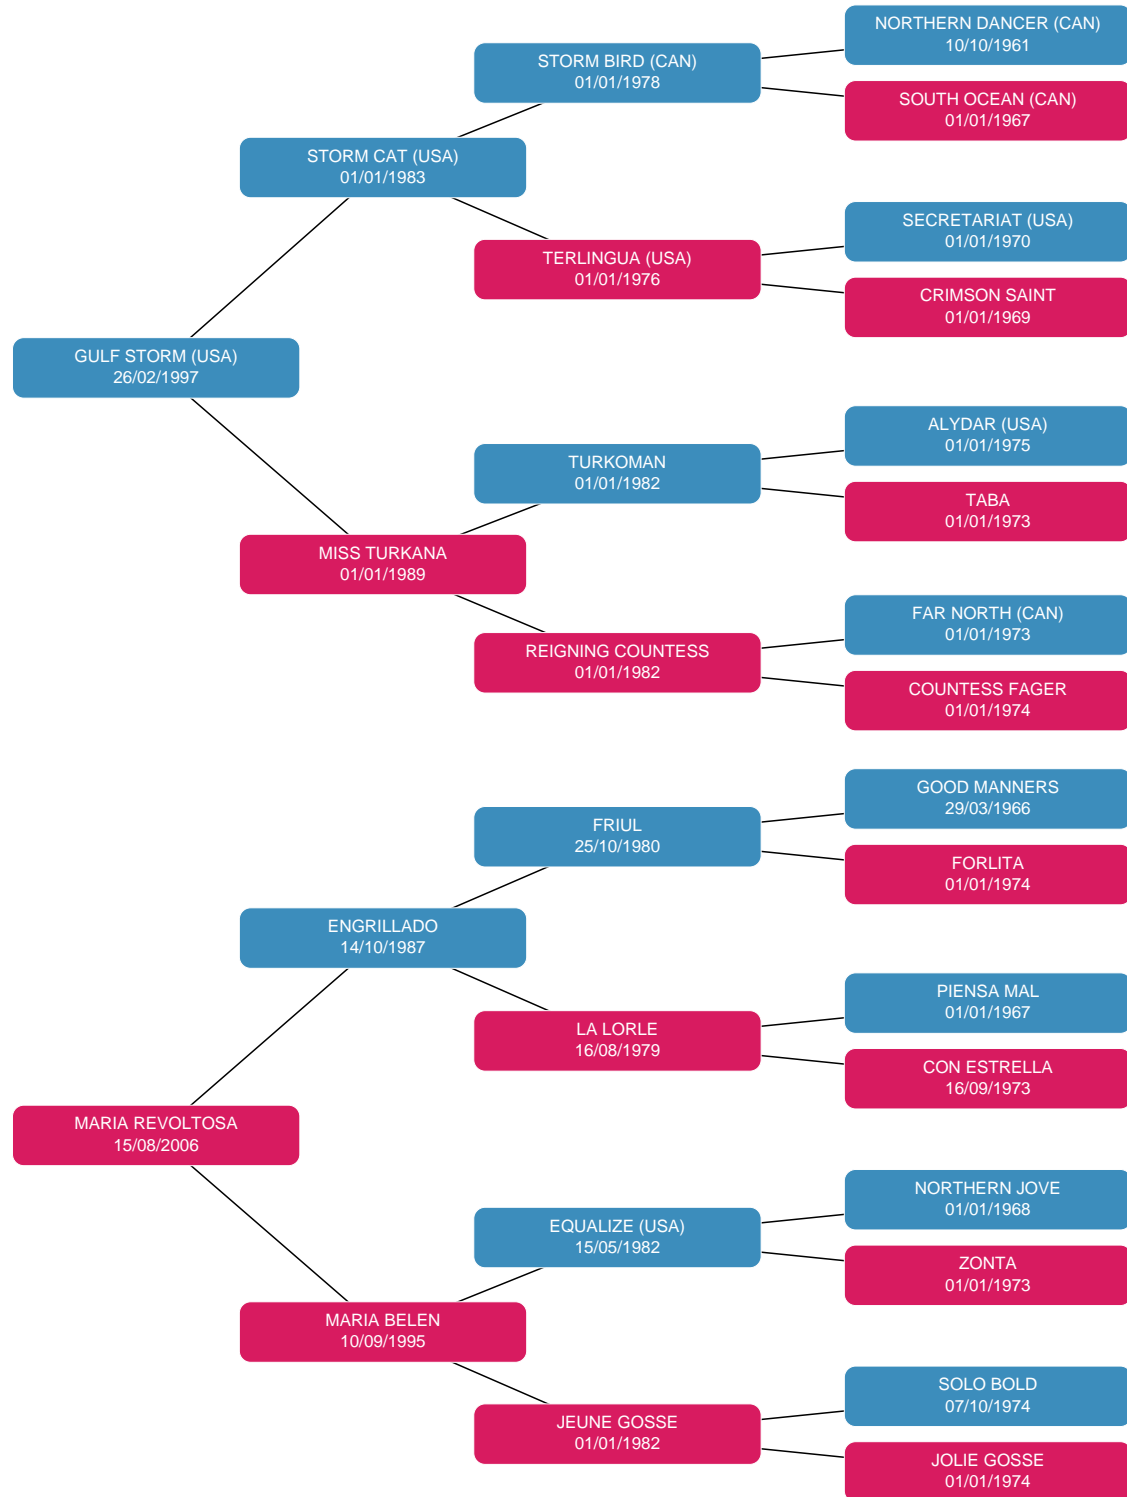 NORTHERN DANCER (CAN)
10/10/1961
STORM BIRD (CAN)
01/01/1978
SOUTH OCEAN (CAN)
01/01/1967
STORM CAT (USA)
01/01/1983
SECRETARIAT (USA)
01/01/1970
TERLINGUA (USA)
01/01/1976
CRIMSON SAINT
01/01/1969
GULF STORM (USA)
26/02/1997
ALYDAR (USA)
01/01/1975
TURKOMAN
01/01/1982
TABA
01/01/1973
MISS TURKANA
01/01/1989
FAR NORTH (CAN)
01/01/1973
REIGNING COUNTESS
01/01/1982
COUNTESS FAGER
01/01/1974
GOOD MANNERS
29/03/1966
FRIUL
25/10/1980
FORLITA
01/01/1974
ENGRILLADO
14/10/1987
PIENSA MAL
01/01/1967
LA LORLE
16/08/1979
CON ESTRELLA
16/09/1973
MARIA REVOLTOSA
15/08/2006
NORTHERN JOVE
01/01/1968
EQUALIZE (USA)
15/05/1982
ZONTA
01/01/1973
MARIA BELEN
10/09/1995
SOLO BOLD
07/10/1974
JEUNE GOSSE
01/01/1982
JOLIE GOSSE
01/01/1974